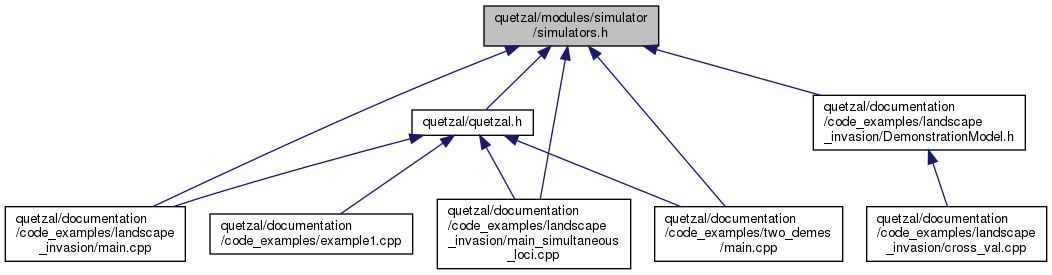 quetzal/modules/simulator
/simulators.h
quetzal/quetzal.h
quetzal/documentation
/code_examples/landscape
_invasion/DemonstrationModel.h
quetzal/documentation
/code_examples/landscape
_invasion/main.cpp
quetzal/documentation
/code_examples/example1.cpp
quetzal/documentation
/code_examples/landscape
_invasion/main_simultaneous
_loci.cpp
quetzal/documentation
/code_examples/two_demes
/main.cpp
quetzal/documentation
/code_examples/landscape
_invasion/cross_val.cpp